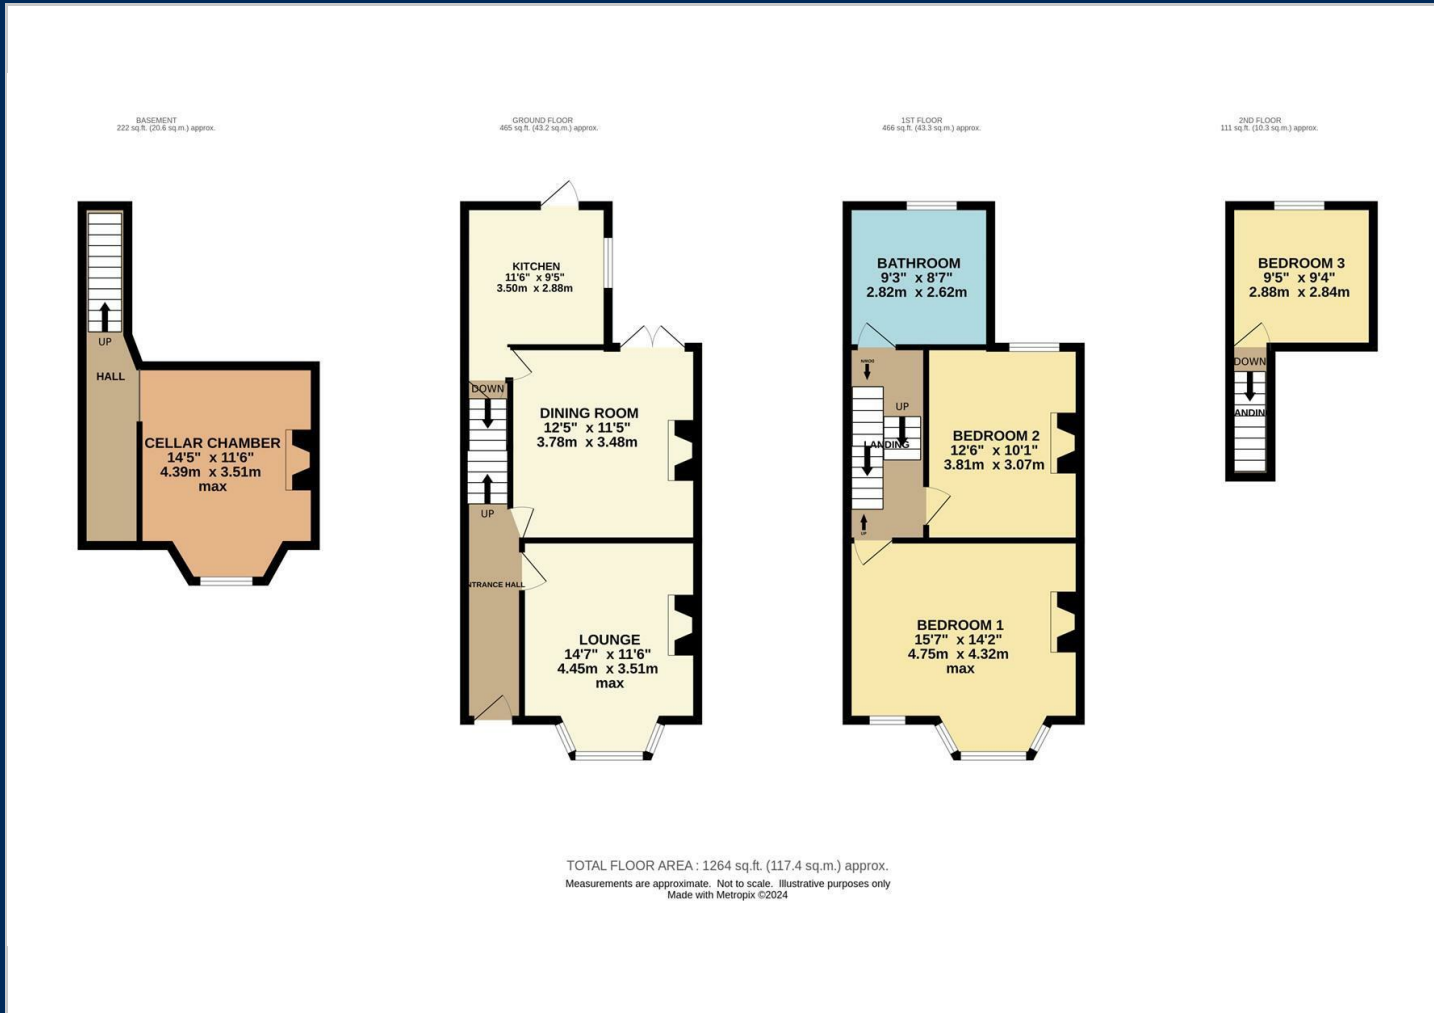 BASEMENT
222 sq.ft. (20.6 sq.m.) approx.
GROUND FLOOR
465 sq.ft. (43.2 sq.m.) approx.
1ST FLOOR
466 sq.ft. (43.3 sq.m.) approx.
2ND FLOOR
111 sq.ft. (10.3 sq.m.) approx.
UP
HALL
CELLAR CHAMBER
14'5" x 11'6"
4.39m x 3.51m
max
KITCHEN
11'6" x 9'5"
3.50m x 2.88m
DOWN
DINING ROOM
12'5" x 11'5"
3.78m x 3.48m
UP
NTRANCE HALL
LOUNGE
14'7" x 11'6"
4.45m x 3.51m
max
BATHROOM
9'3" x 8'7"
2.82m x 2.62m
DOWN
UP
LANDING
BEDROOM 2
12'6" x 10'1"
3.81m x 3.07m
UP
BEDROOM 1
15'7" x 14'2"
4.75m x 4.32m
max
BEDROOM 3
9'5" x 9'4"
2.88m x 2.84m
DOWN
ANDIN
TOTAL FLOOR AREA : 1264 sq.ft. (117.4 sq.m.) approx.
Measurements are approximate. Not to scale. Illustrative purposes only
Made with Metropix ©2024